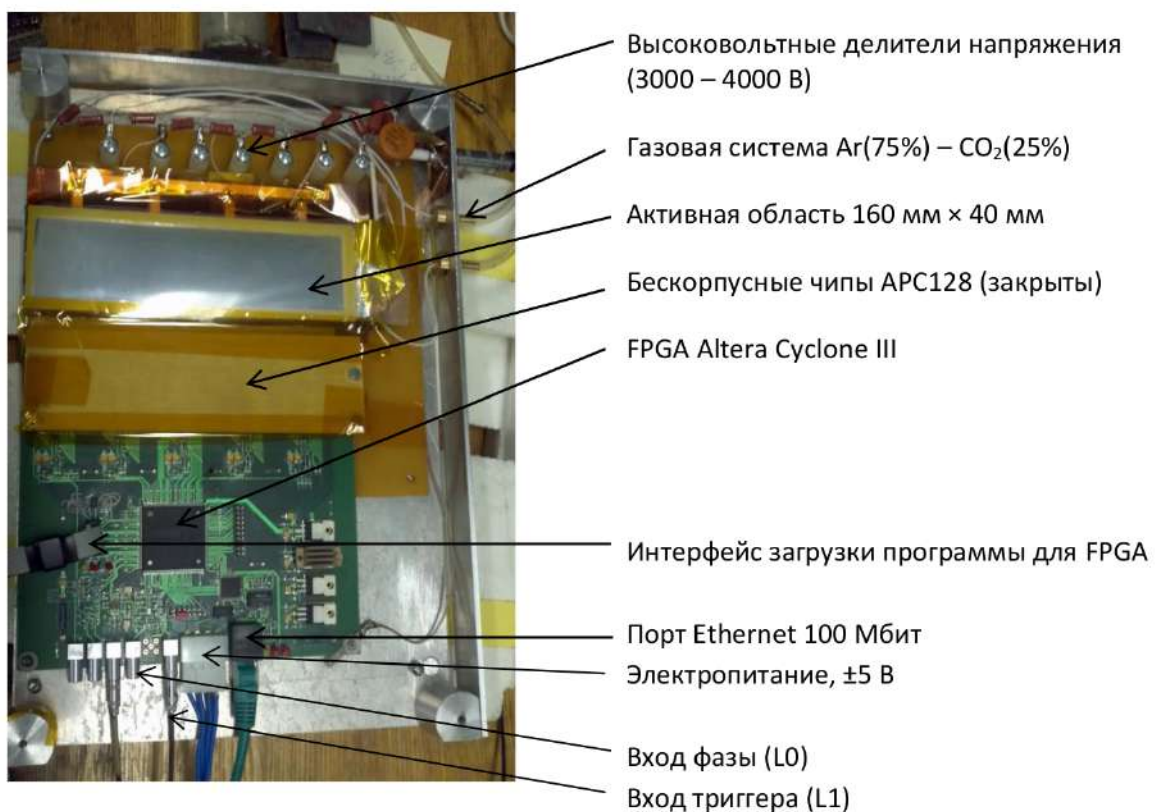 Высоковольтные делители напряжения
(3000 – 4000 В)
Газовая система Ar(75%) – CO₂(25%)
Активная область 160 мм × 40 мм
Бескорпусные чипы APC128 (закрыты)
FPGA Altera Cyclone III
Интерфейс загрузки программы для FPGA
Порт Ethernet 100 Мбит
Электропитание, ±5 В
Вход фазы (L0)
Вход триггера (L1)